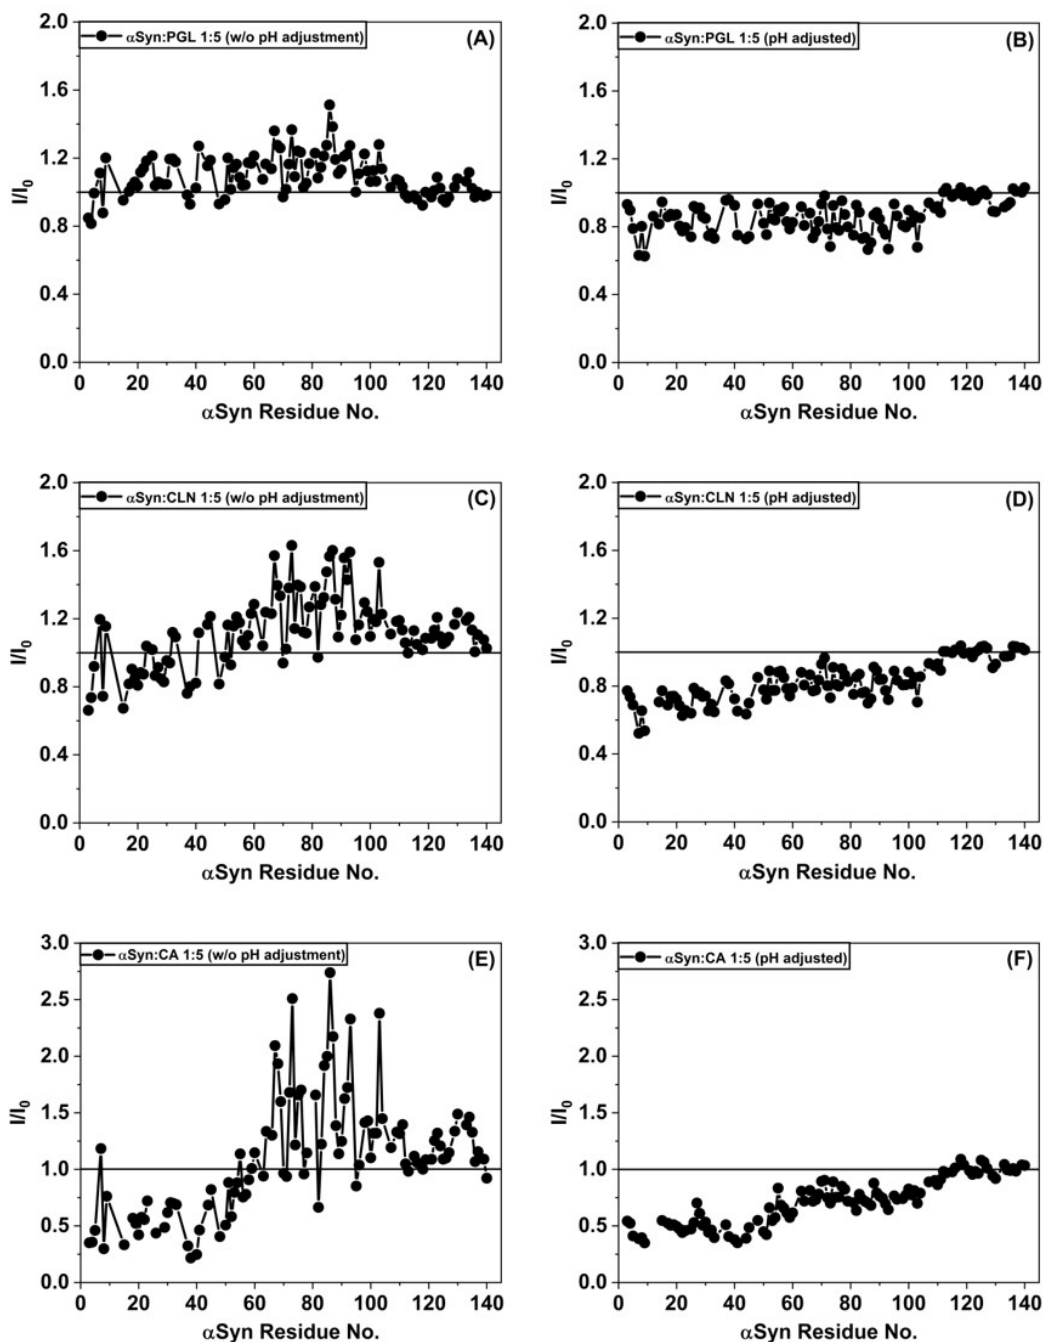 αSyn:PGL 1:5 (w/o pH adjustment)
(A)
2.0
1.6
1.2
0.8
0.4
0.0
I/I₀
0 20 40 60 80 100 120 140
αSyn Residue No.
αSyn:PGL 1:5 (pH adjusted)
(B)
2.0
1.6
1.2
0.8
0.4
0.0
I/I₀
0 20 40 60 80 100 120 140
αSyn Residue No.
αSyn:CLN 1:5 (w/o pH adjustment)
(C)
2.0
1.6
1.2
0.8
0.4
0.0
I/I₀
0 20 40 60 80 100 120 140
αSyn Residue No.
αSyn:CLN 1:5 (pH adjusted)
(D)
2.0
1.6
1.2
0.8
0.4
0.0
I/I₀
0 20 40 60 80 100 120 140
αSyn Residue No.
αSyn:CA 1:5 (w/o pH adjustment)
(E)
3.0
2.5
2.0
1.5
1.0
0.5
0.0
I/I₀
0 20 40 60 80 100 120 140
αSyn Residue No.
αSyn:CA 1:5 (pH adjusted)
(F)
3.0
2.5
2.0
1.5
1.0
0.5
0.0
I/I₀
0 20 40 60 80 100 120 140
αSyn Residue No.